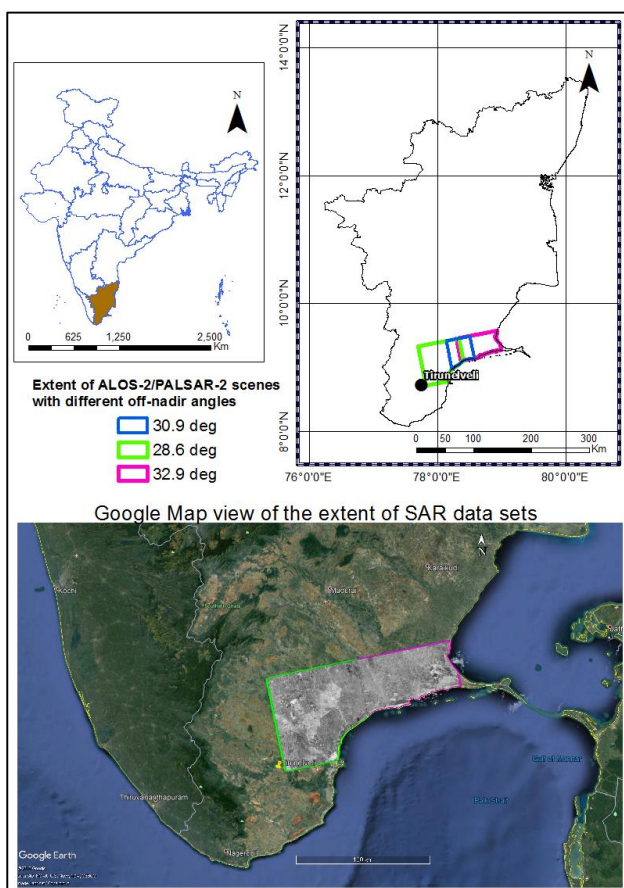 N
0 625 1,250 2,500
Km
Extent of ALOS-2/PALSAR-2 scenes
with different off-nadir angles
30.9 deg
28.6 deg
32.9 deg
14°0'0"N
12°0'0"N
10°0'0"N
8°0'0"N
N
Tirunelveli
0 50 100 200 300
Km
76°0'0"E 78°0'0"E 80°0'0"E
Google Map view of the extent of SAR data sets
N
Kochi
Madurai
Karaikudi
Tirunelveli
Thiruvananthapuram
Nagercoil
Gulf of Mannar
Palk Strait
Google Earth
100 km